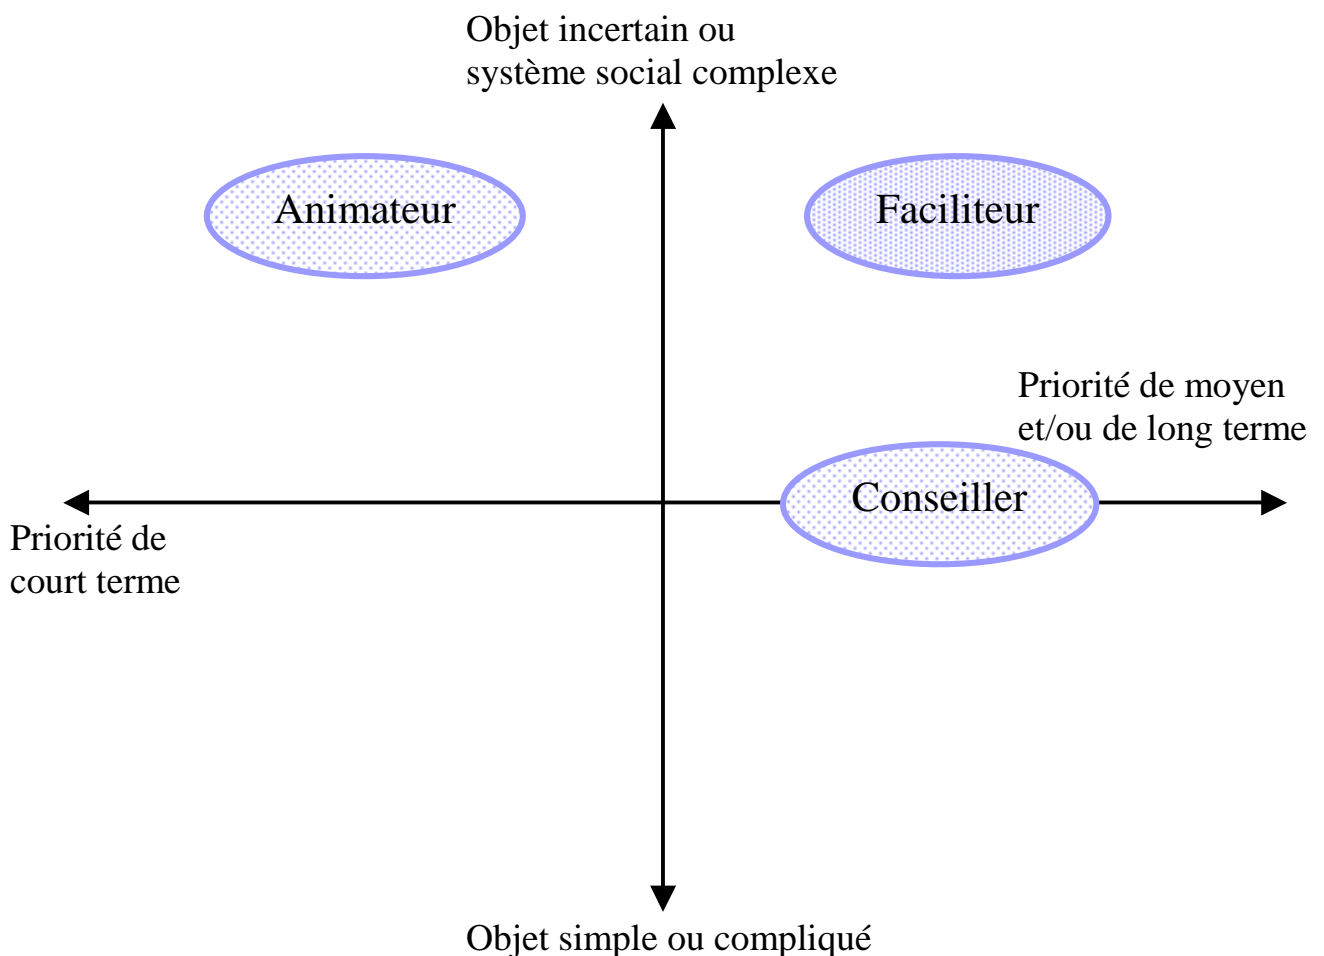 Objet incertain ou
système social complexe
Animateur
Faciliteur
Priorité de moyen
et/ou de long terme
Conseiller
Priorité de
court terme
Objet simple ou compliqué